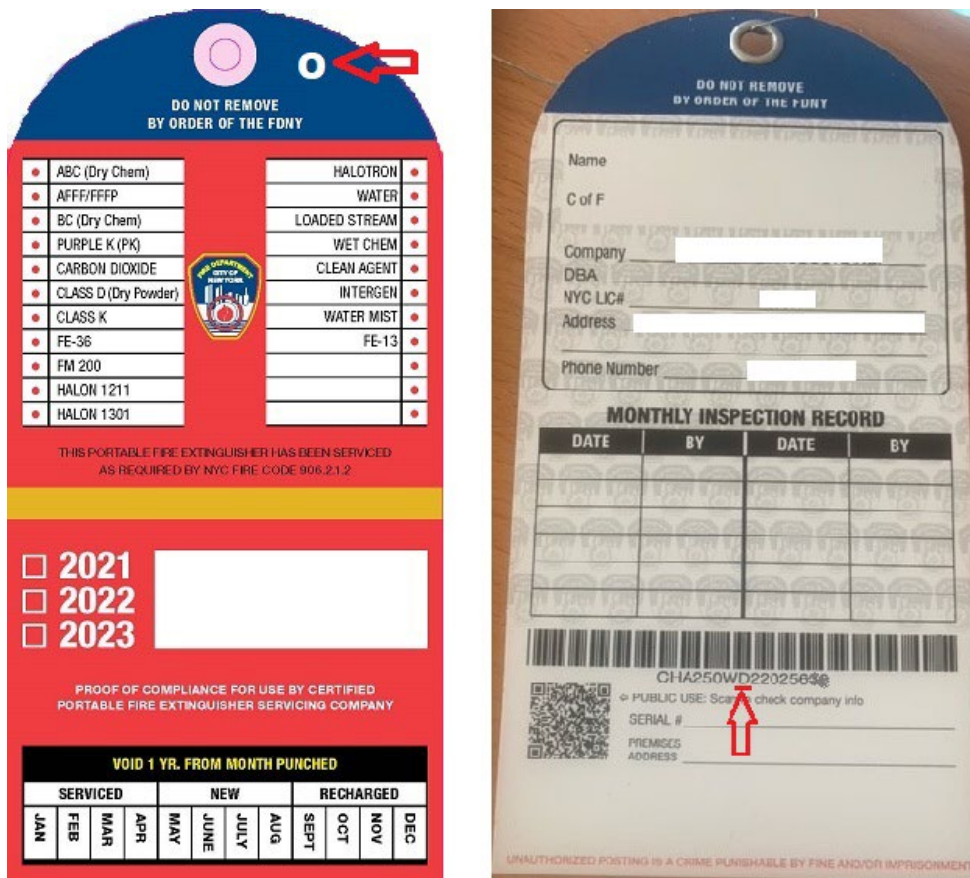 O
DO NOT REMOVE
BY ORDER OF THE FDNY
ABC (Dry Chem)
AFFF/FFFP
BC (Dry Chem)
PURPLE K (PK)
CARBON DIOXIDE
CLASS D (Dry Powder)
CLASS K
FE-36
FM 200
HALON 1211
HALON 1301
HALOTRON
WATER
LOADED STREAM
WET CHEM
CLEAN AGENT
INTERGEN
WATER MIST
FE-13
FIRE DEPARTMENT
CITY OF
NEW YORK
THIS PORTABLE FIRE EXTINGUISHER HAS BEEN SERVICED
AS REQUIRED BY NYC FIRE CODE 906.2.1.2
2021
2022
2023
PROOF OF COMPLIANCE FOR USE BY CERTIFIED
PORTABLE FIRE EXTINGUISHER SERVICING COMPANY
VOID 1 YR. FROM MONTH PUNCHED
SERVICED NEW RECHARGED
JAN FEB MAR APR MAY JUNE JULY AUG SEPT OCT NOV DEC
DO NOT REMOVE
BY ORDER OF THE FDNY
Name
C of F
Company
DBA
NYC LIC#
Address
Phone Number
MONTHLY INSPECTION RECORD
DATE BY DATE BY
PUBLIC USE: Scan check company info
SERIAL #
PREMISES
ADDRESS
UNAUTHORIZED POSTING IS A CRIME PUNISHABLE BY FINE AND/OR IMPRISONMENT